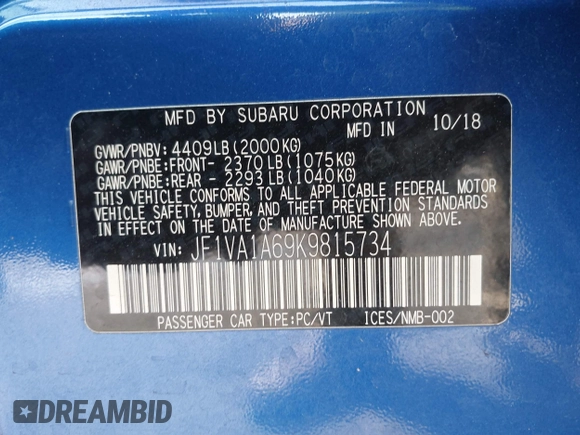 MFD BY SUBARU CORPORATION
MFD IN 10/18
GVWR/PNBV: 4409LB(2000KG)
GAWR/PNBE:FRONT- 2370LB(1075KG)
GAWR/PNBE:REAR - 2293LB(1040KG)
THIS VEHICLE CONFORMS TO ALL APPLICABLE FEDERAL MOTOR
VEHICLE SAFETY, BUMPER, AND THEFT PREVENTION STANDARDS
IN EFFECT ON THE DATE OF MANUFACTURE SHOWN ABOVE.
VIN: JF1VA1A69K9815734
PASSENGER CAR TYPE:PC/VT ICES/NMB-002
DREAMBID